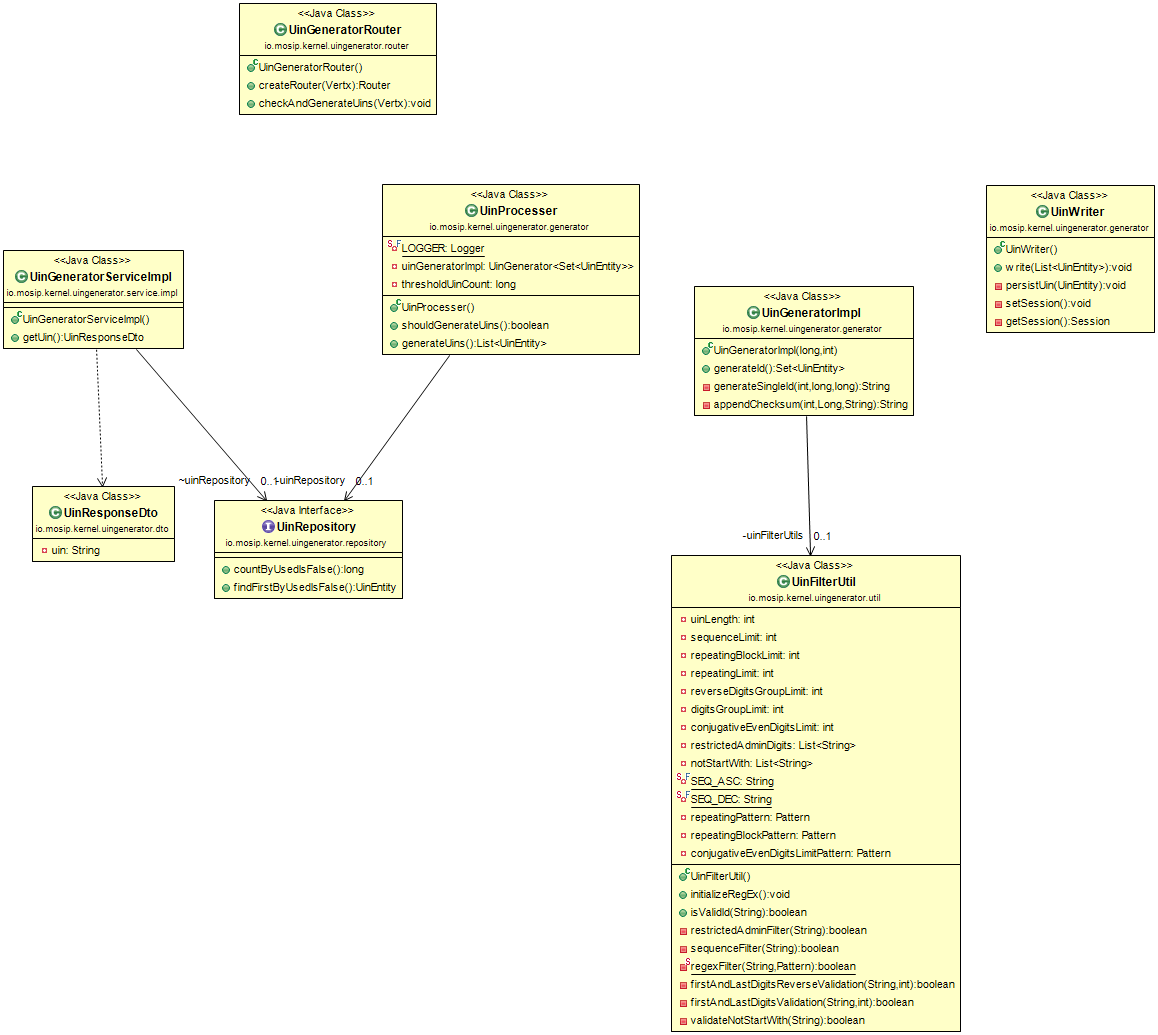 <<Java Class>>
UinGeneratorRouter
io.mosip.kernel.uingenerator.router
UinGeneratorRouter()
createRouter(Vertx):Router
checkAndGenerateUins(Vertx):void
<<Java Class>>
UinProcesser
io.mosip.kernel.uingenerator.generator
LOGGER: Logger
uinGeneratorImpl: UinGenerator<Set<UinEntity>>
thresholdUinCount: long
UinProcesser()
shouldGenerateUins():boolean
generateUins():List<UinEntity>
<<Java Class>>
UinWriter
io.mosip.kernel.uingenerator.generator
UinWriter()
write(List<UinEntity>):void
persistUin(UinEntity):void
setSession():void
getSession():Session
<<Java Class>>
UinGeneratorServiceImpl
io.mosip.kernel.uingenerator.service.impl
UinGeneratorServiceImpl()
getUin():UinResponseDto
<<Java Class>>
UinGeneratorImpl
io.mosip.kernel.uingenerator.generator
UinGeneratorImpl(long,int)
generateId():Set<UinEntity>
generateSingleId(int,long,long):String
appendChecksum(int,Long,String):String
~uinRepository 0..1
-uinRepository 0..1
<<Java Class>>
UinResponseDto
io.mosip.kernel.uingenerator.dto
uin: String
<<Java Interface>>
UinRepository
io.mosip.kernel.uingenerator.repository
countByUsedIsFalse():long
findFirstByUsedIsFalse():UinEntity
-uinFilterUtils 0..1
<<Java Class>>
UinFilterUtil
io.mosip.kernel.uingenerator.util
uinLength: int
sequenceLimit: int
repeatingBlockLimit: int
repeatingLimit: int
reverseDigitsGroupLimit: int
digitsGroupLimit: int
conjugativeEvenDigitsLimit: int
restrictedAdminDigits: List<String>
notStartWith: List<String>
SEQ_ASC: String
SEQ_DEC: String
repeatingPattern: Pattern
repeatingBlockPattern: Pattern
conjugativeEvenDigitsLimitPattern: Pattern
UinFilterUtil()
initializeRegEx():void
isValidId(String):boolean
restrictedAdminFilter(String):boolean
sequenceFilter(String):boolean
regexFilter(String,Pattern):boolean
firstAndLastDigitsReverseValidation(String,int):boolean
firstAndLastDigitsValidation(String,int):boolean
validateNotStartWith(String):boolean